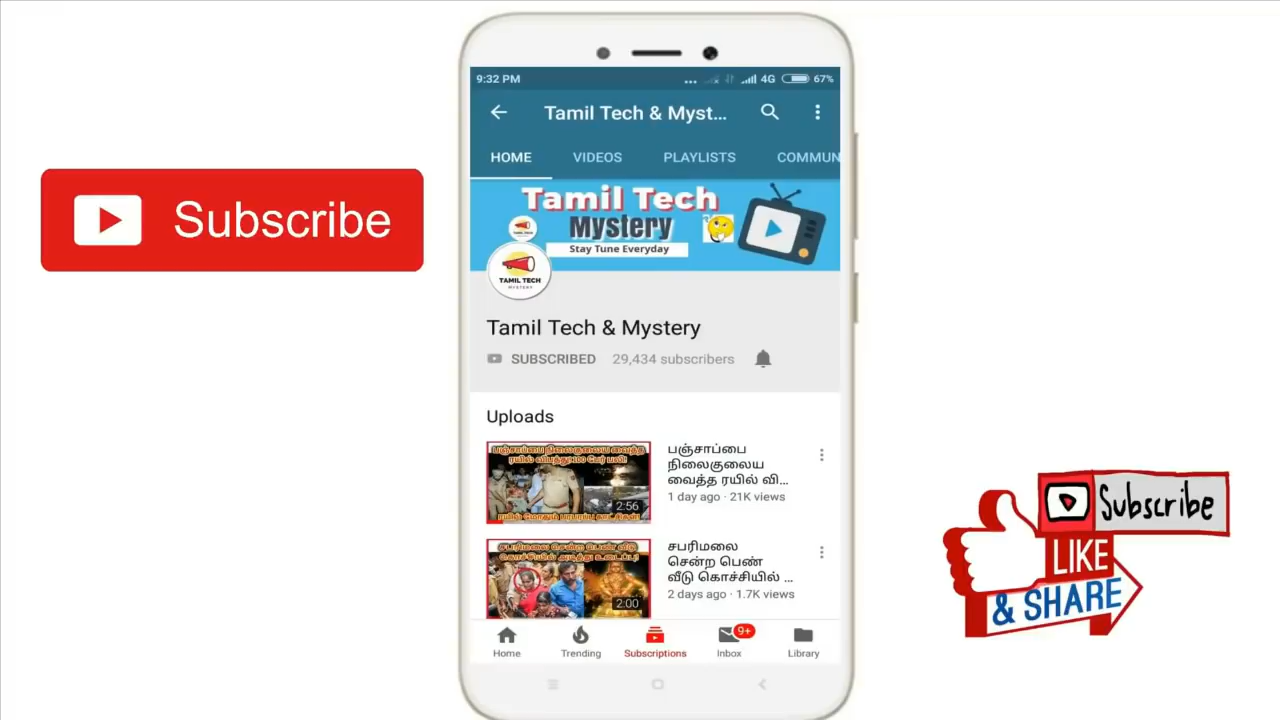 9:32 PM
4G
67%
Tamil Tech & Myst...
HOME
VIDEOS
PLAYLISTS
COMMUN
Tamil Tech
Mystery
Stay Tune Everyday
TAMIL TECH
MYSTERY
Subscribe
Tamil Tech & Mystery
SUBSCRIBED
29,434 subscribers
Uploads
பஞ்சாப்பை நிலைகுலைய வைத்த
2:56
பஞ்சாப்பை
நிலைகுலைய
வைத்த ரயில் வி...
1 day ago · 21K views
சபரிமலை சென்ற பெண் வீடு
2:00
சபரிமலை
சென்ற பெண்
வீடு கொச்சியில் ...
2 days ago · 1.7K views
Home
Trending
Subscriptions
9+
Inbox
Library
Subscribe
LIKE
& SHARE